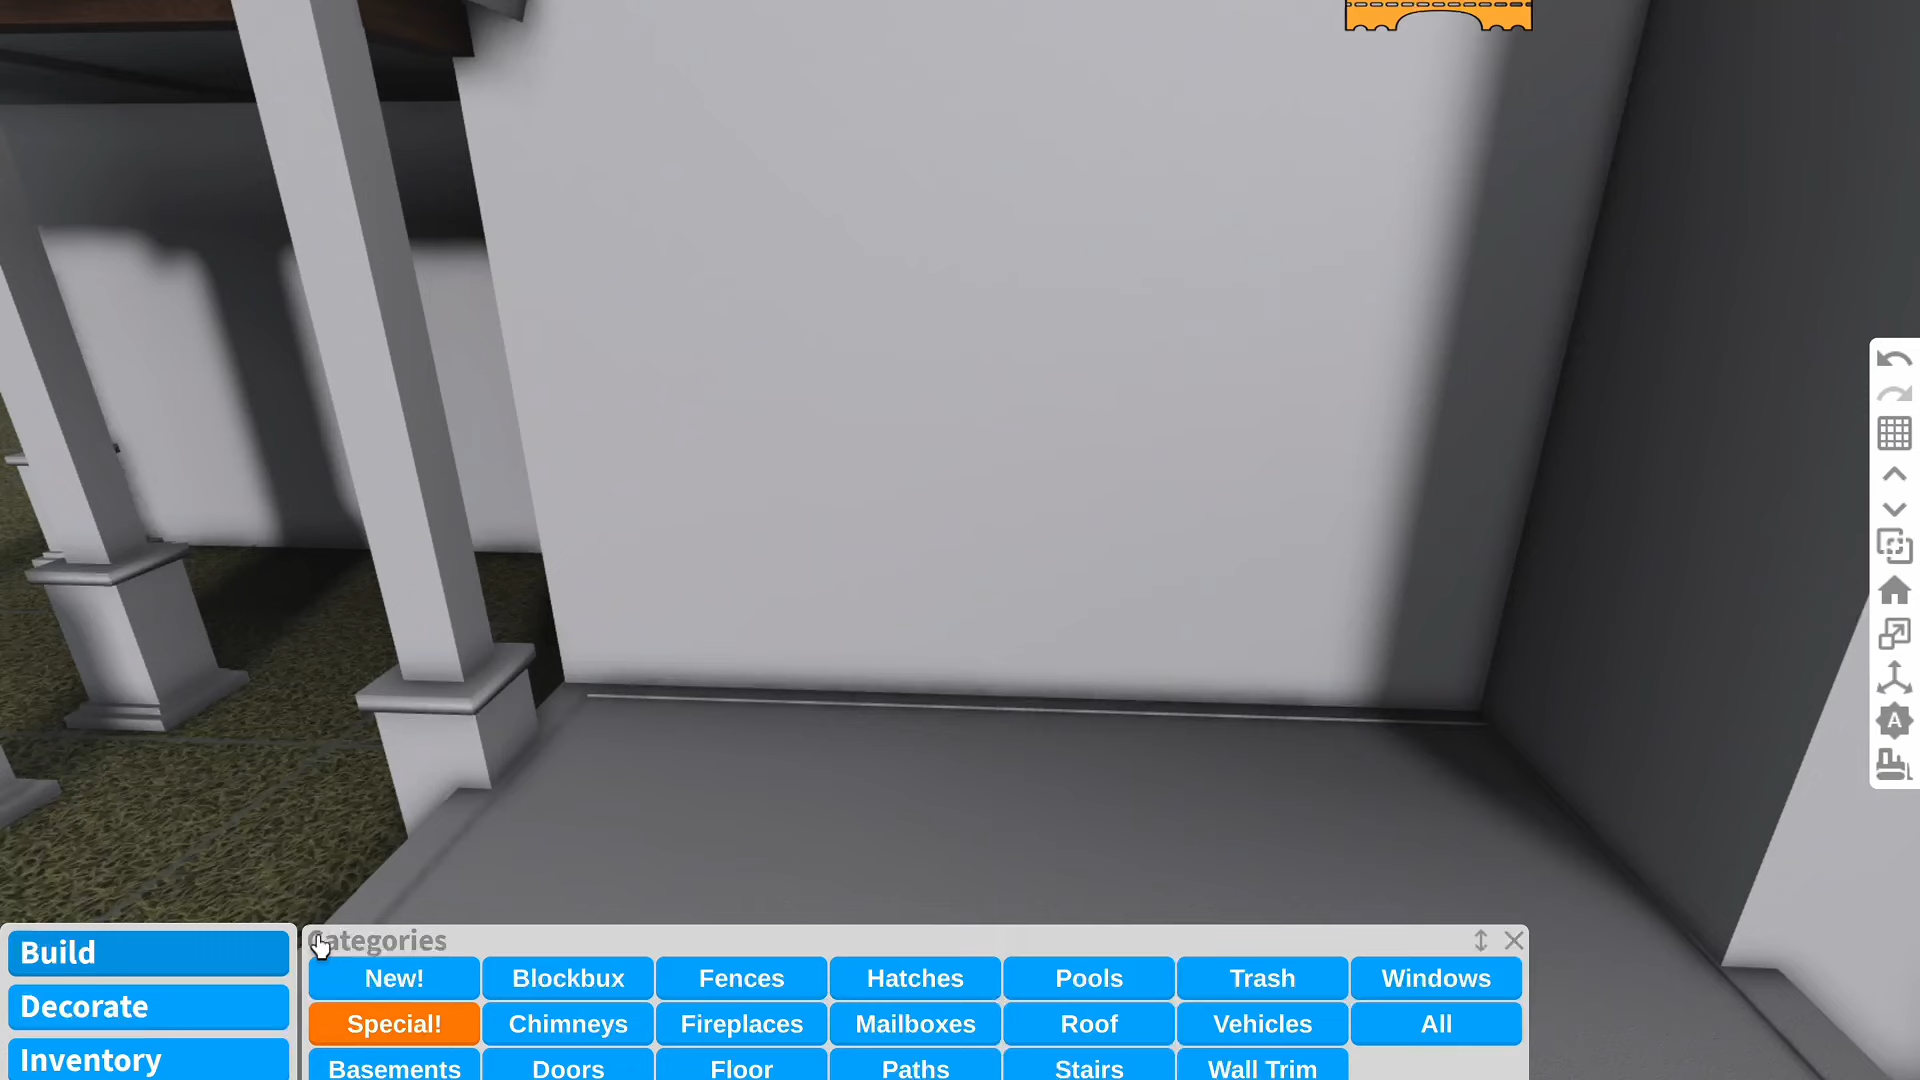 Build
Decorate
Inventory
Categories
New! Blockbux Fences Hatches Pools Trash Windows
Special! Chimneys Fireplaces Mailboxes Roof Vehicles All
Basements Doors Floor Paths Stairs Wall Trim
A